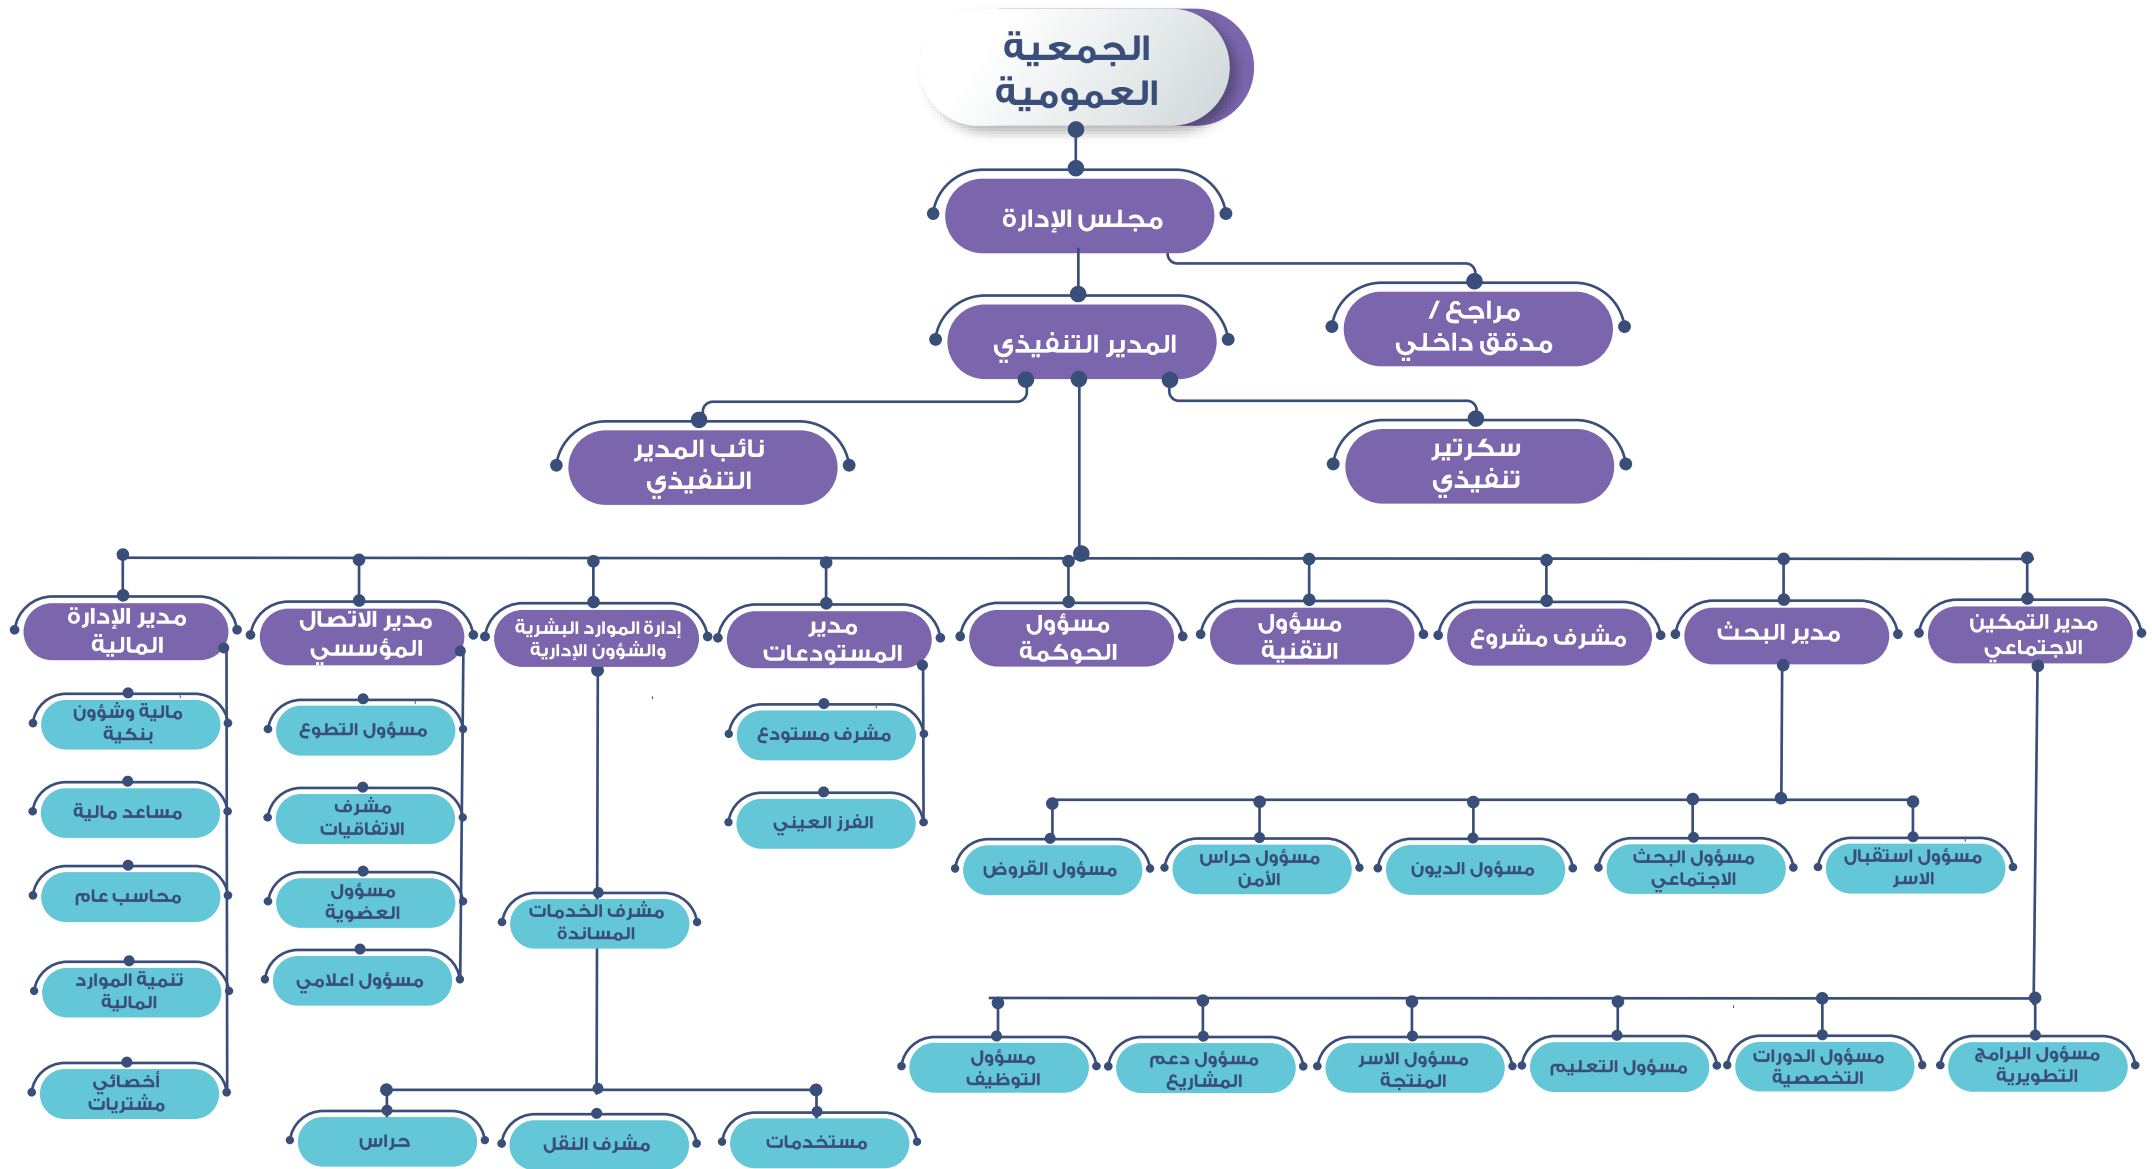 الجمعية
العمومية
مجلس الإدارة
مراجع /
مدقق داخلي
المدير التنفيذي
سكرتير
تنفيذي
نائب المدير
التنفيذي
مدير التمكين
الاجتماعي
مدير البحث
مشرف مشروع
مسؤول
التقنية
مسؤول
الحوكمة
مدير
المستودعات
إدارة الموارد البشرية
والشؤون الإدارية
مدير الاتصال
المؤسسي
مدير الإدارة
المالية
مسؤول استقبال
الاسر
مسؤول البحث
الاجتماعي
مسؤول الديون
مسؤول حراس
الأمن
مسؤول القروض
مسؤول البرامج
التطويرية
مسؤول الدورات
التخصصية
مسؤول التعليم
مسؤول الاسر
المنتجة
مسؤول دعم
المشاريع
مسؤول
التوظيف
مشرف مستودع
الفرز العيني
مشرف الخدمات
المساندة
مستخدمات
مشرف النقل
حراس
مسؤول التطوع
مشرف
الاتفاقيات
مسؤول
العضوية
مسؤول اعلامي
مالية وشؤون
بنكية
مساعد مالية
محاسب عام
تنمية الموارد
المالية
أخصائي
مشتريات